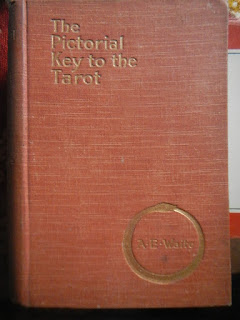 The
Pictorial
Key to the
Tarot
A·E·Waite